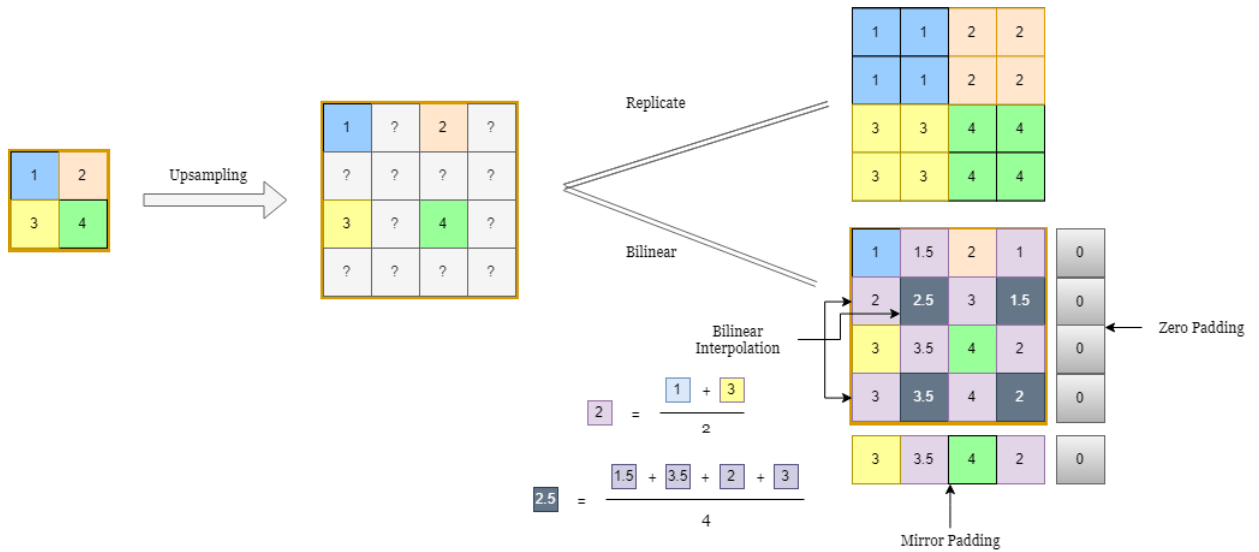 1 2
3 4
Upsampling
1 ? 2 ?
? ? ? ?
3 ? 4 ?
? ? ? ?
Replicate
Bilinear
1 1 2 2
1 1 2 2
3 3 4 4
3 3 4 4
1 1.5 2 1 0
2 2.5 3 1.5 0
3 3.5 4 2 0
3 3.5 4 2 0
3 3.5 4 2 0
Zero Padding
Bilinear
Interpolation
2 = 1 + 3
2
2.5 = 1.5 + 3.5 + 2 + 3
4
Mirror Padding